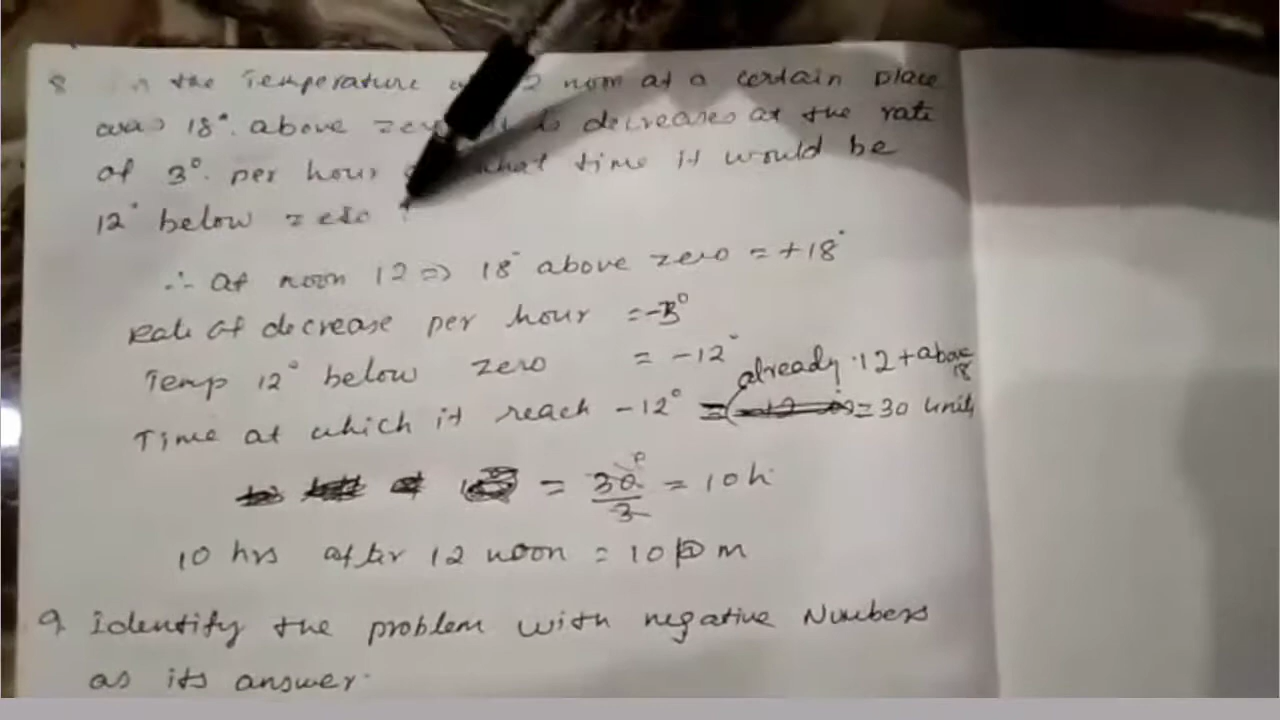 8 the Temperature 2 noon at a certain place
was 18°. above zero decreases at the rate
of 3° per hour what time it would be
12° below zero ?
∴ at noon 12 => 18° above zero = +18°
Rate of decrease per hour = -3°
Temp 12° below zero = -12°
already 12 + above 18
Time at which it reach -12° = = 30 units
= 30° / 3 = 10 h
10 hrs after 12 noon = 10 pm
9 identify the problem with negative Numbers
as its answer.